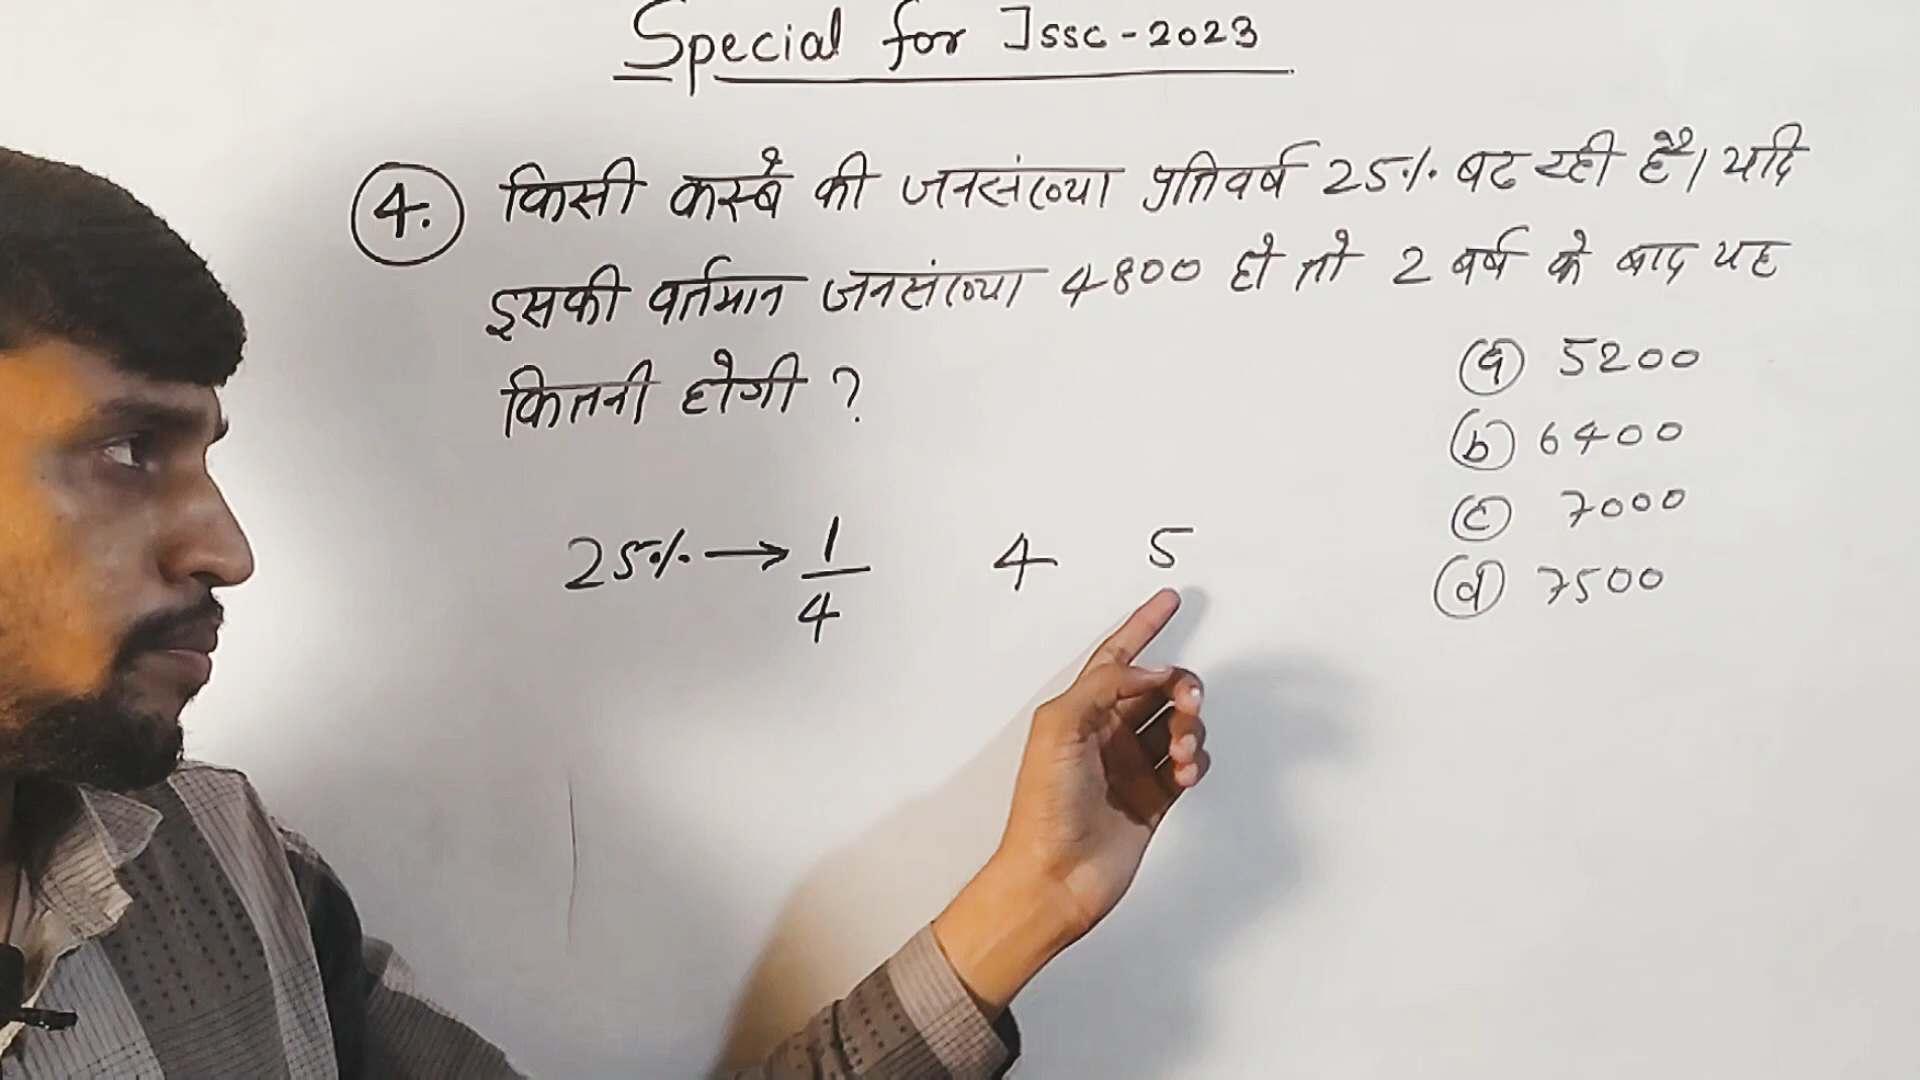 Special for JSSC-2023
4. किसी कस्बे की जनसंख्या प्रतिवर्ष 25% बढ रही है। यदि
इसकी वर्तमान जनसंख्या 4800 हो तो 2 वर्ष के बाद यह
कितनी होगी ?
(a) 5200
(b) 6400
(c) 7000
(d) 7500
25% → 1/4 4 5